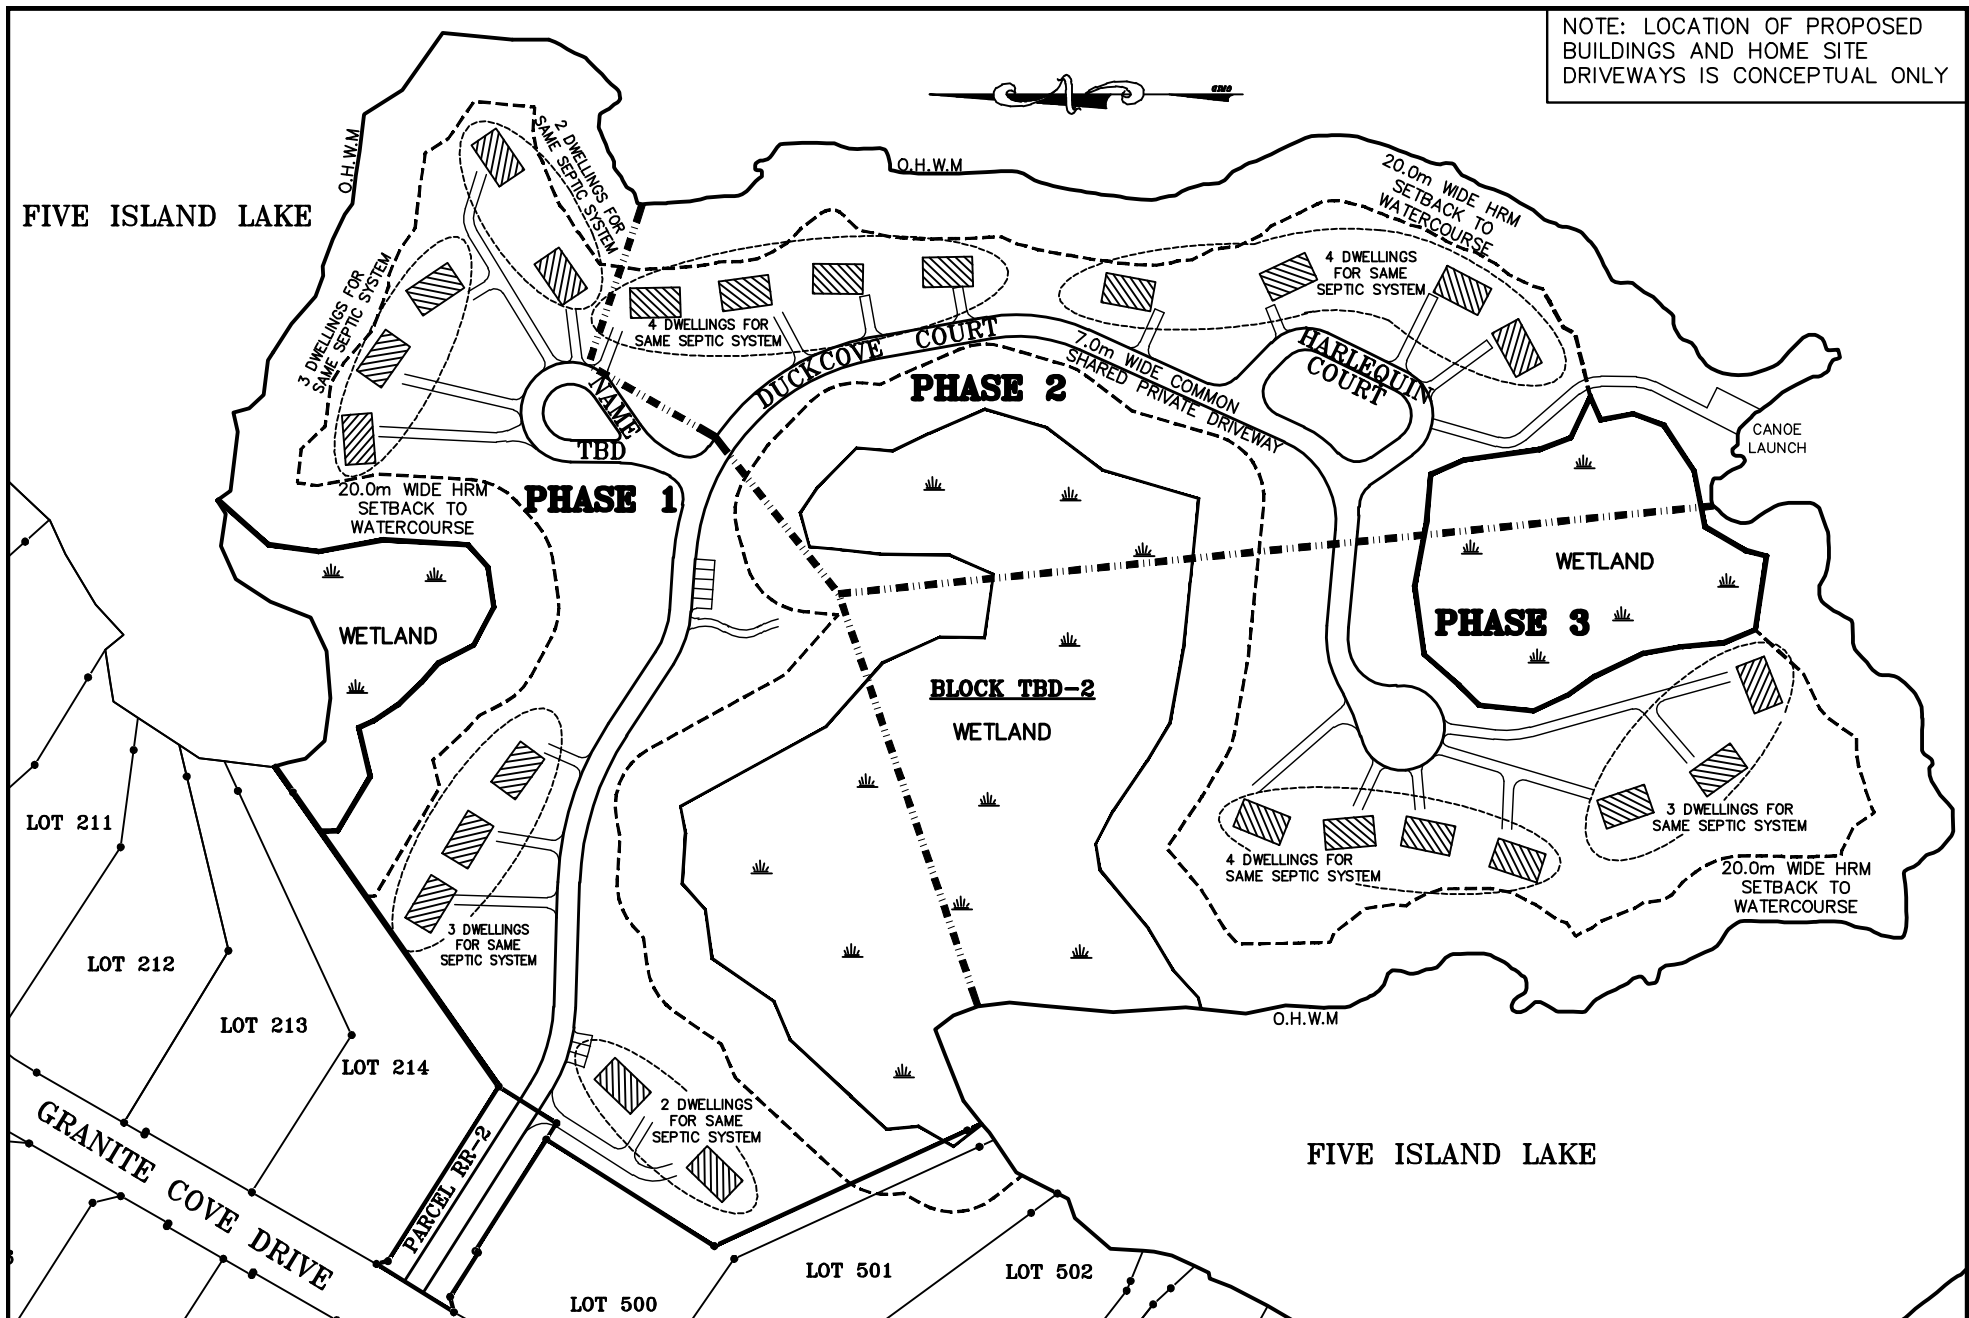 NOTE: LOCATION OF PROPOSED
BUILDINGS AND HOME SITE
DRIVEWAYS IS CONCEPTUAL ONLY
GRID
O.H.W.M
O.H.W.M
FIVE ISLAND LAKE
2 DWELLINGS FOR
SAME SEPTIC SYSTEM
20.0m WIDE HRM
SETBACK TO
WATERCOURSE
3 DWELLINGS FOR
SAME SEPTIC SYSTEM
4 DWELLINGS FOR
SAME SEPTIC SYSTEM
4 DWELLINGS
FOR SAME
SEPTIC SYSTEM
DUCKCOVE COURT
7.0m WIDE COMMON
SHARED PRIVATE DRIVEWAY
HARLEQUIN
COURT
NAME
TBD
PHASE 2
CANOE
LAUNCH
20.0m WIDE HRM
SETBACK TO
WATERCOURSE
PHASE 1
WETLAND
PHASE 3
WETLAND
BLOCK TBD-2
WETLAND
LOT 211
3 DWELLINGS FOR
SAME SEPTIC SYSTEM
4 DWELLINGS FOR
SAME SEPTIC SYSTEM
20.0m WIDE HRM
SETBACK TO
WATERCOURSE
3 DWELLINGS
FOR SAME
SEPTIC SYSTEM
LOT 212
LOT 213
O.H.W.M
LOT 214
2 DWELLINGS
FOR SAME
SEPTIC SYSTEM
GRANITE COVE DRIVE
PARCEL RR-2
FIVE ISLAND LAKE
LOT 501
LOT 502
LOT 500